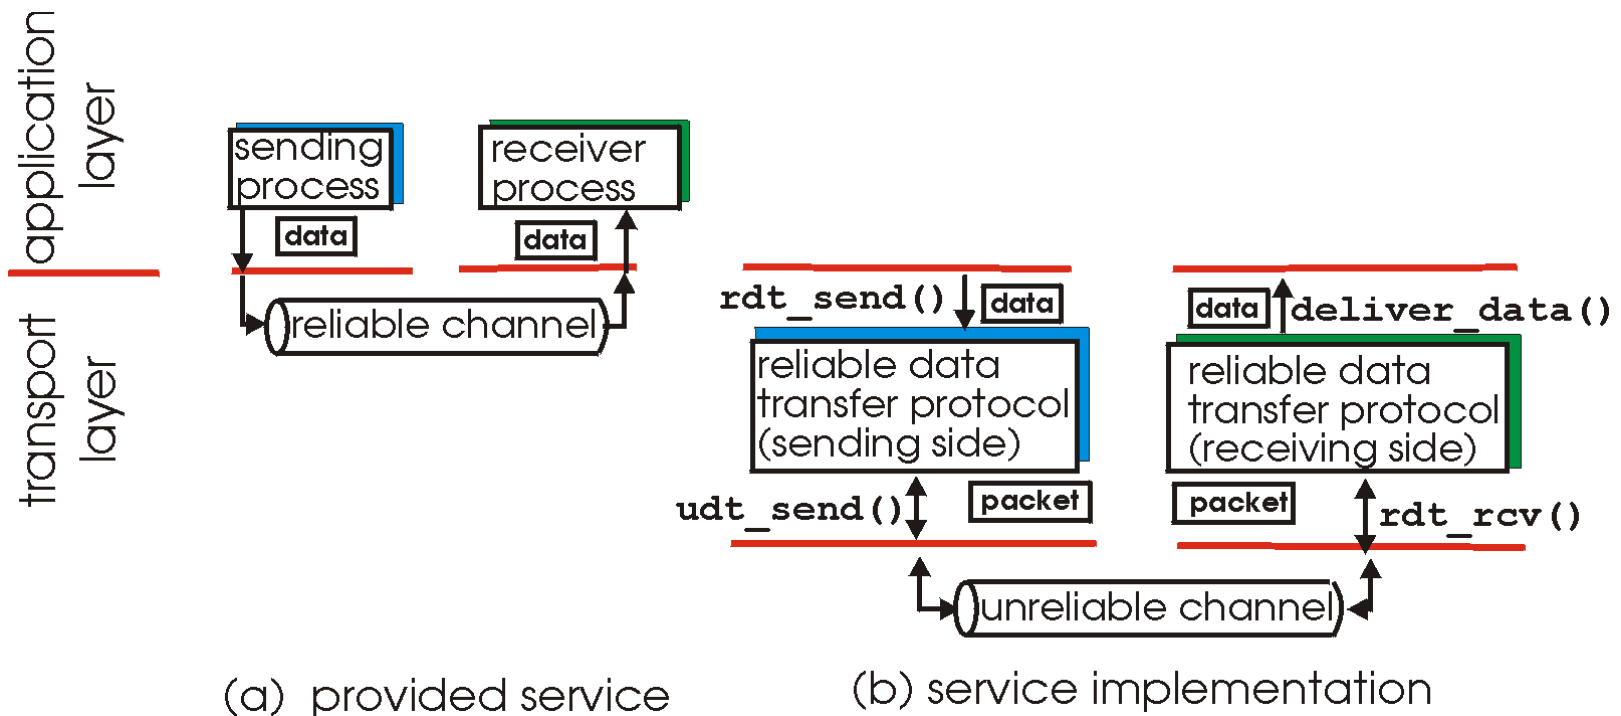 application
layer
transport
layer
sending
process
receiver
process
data
data
reliable channel
(a) provided service
rdt_send()
data
data
deliver_data()
reliable data
transfer protocol
(sending side)
reliable data
transfer protocol
(receiving side)
udt_send()
packet
packet
rdt_rcv()
unreliable channel
(b) service implementation